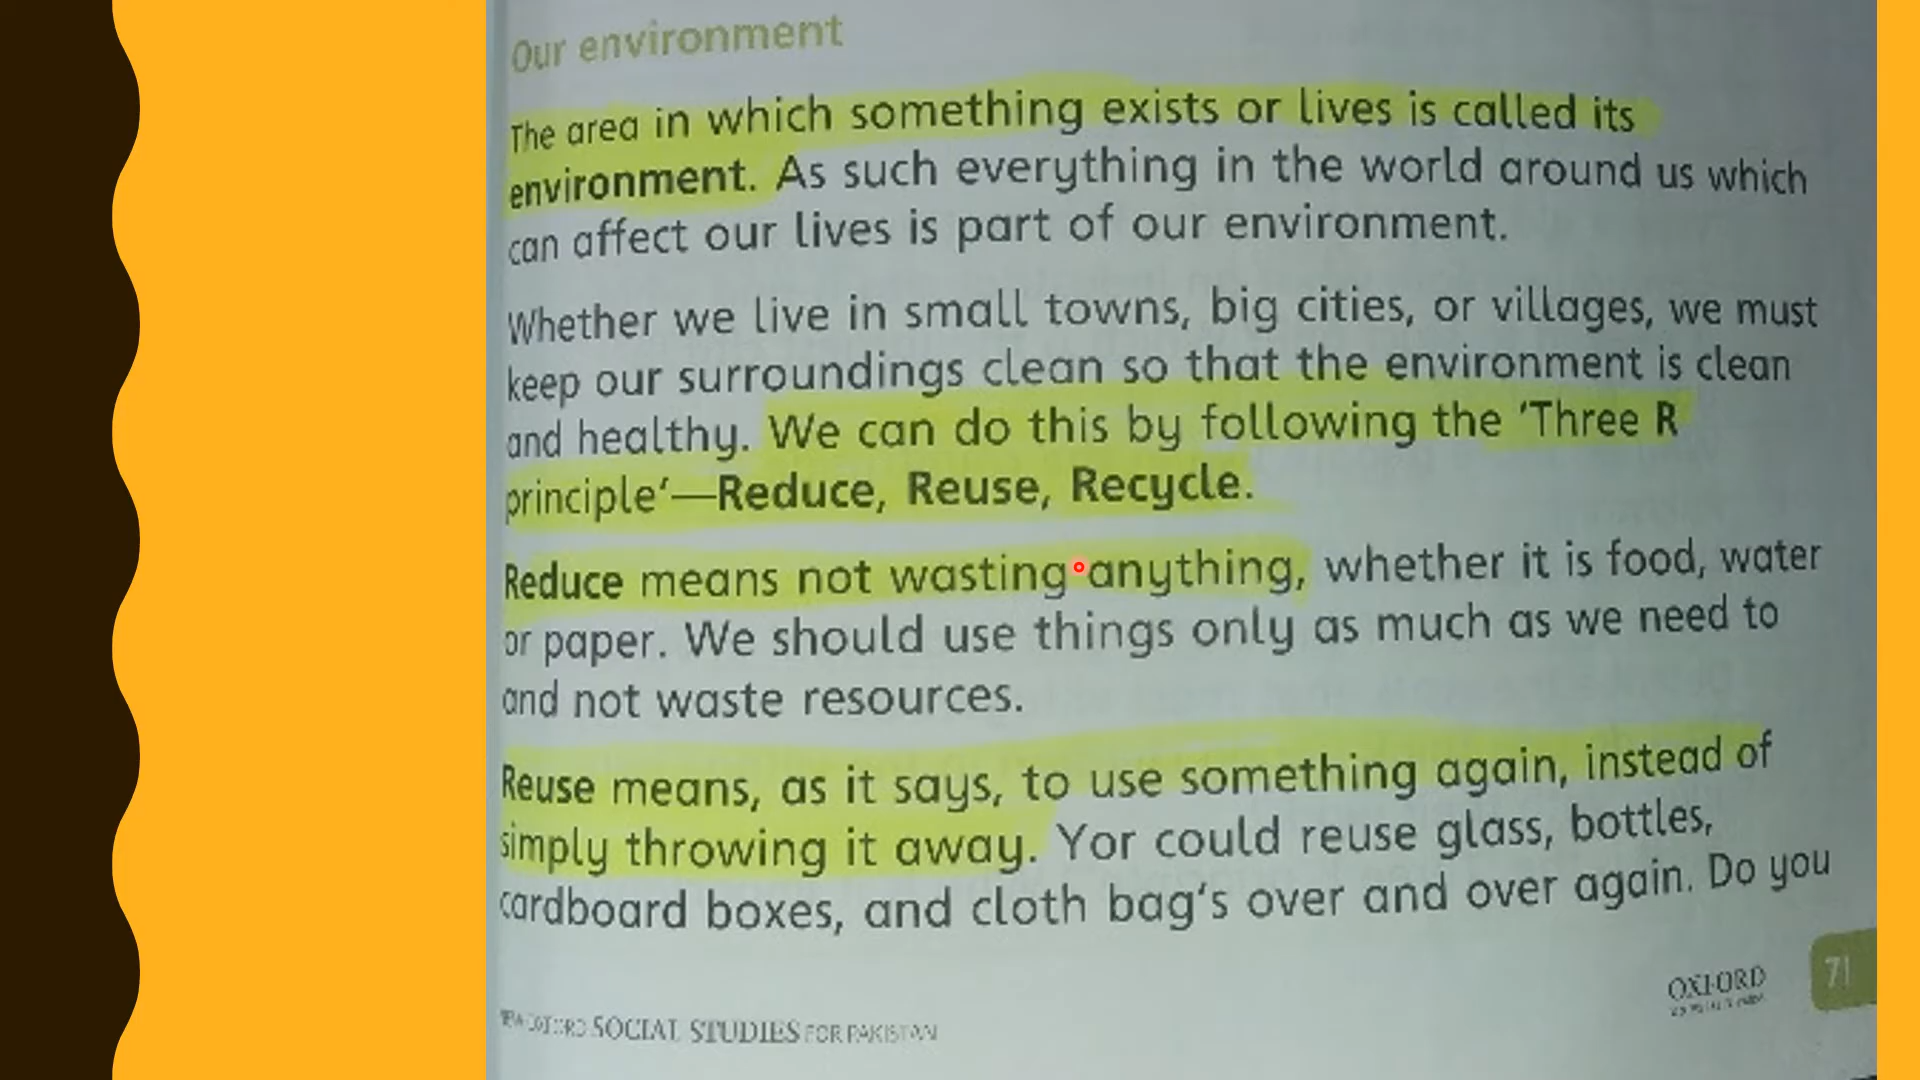 Our environment
The area in which something exists or lives is called its
environment. As such everything in the world around us which
can affect our lives is part of our environment.
Whether we live in small towns, big cities, or villages, we must
keep our surroundings clean so that the environment is clean
and healthy. We can do this by following the ‘Three R
principle’—Reduce, Reuse, Recycle.
Reduce means not wasting anything, whether it is food, water
or paper. We should use things only as much as we need to
and not waste resources.
Reuse means, as it says, to use something again, instead of
simply throwing it away. Yor could reuse glass, bottles,
cardboard boxes, and cloth bag’s over and over again. Do you
OXFORD
71
NEW OXFORD SOCIAL STUDIES FOR PAKISTAN